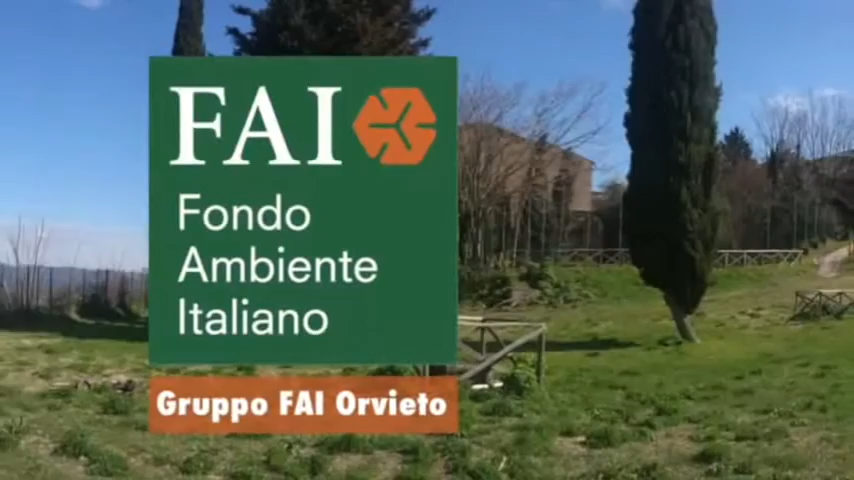 FAI
Fondo
Ambiente
Italiano
Gruppo FAI Orvieto